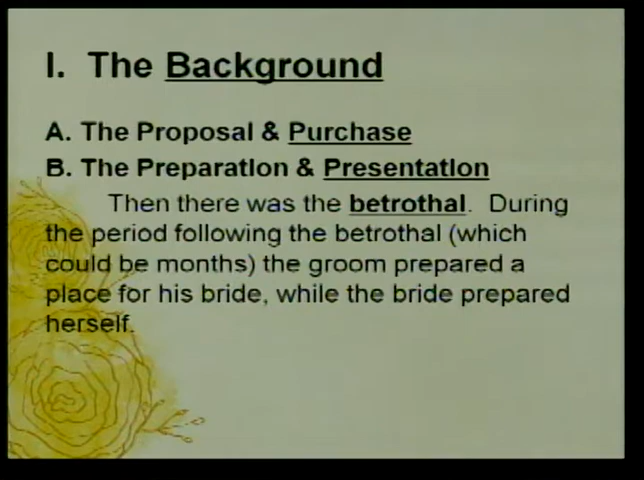 I. The Background
A. The Proposal & Purchase
B. The Preparation & Presentation
Then there was the betrothal. During
the period following the betrothal (which
could be months) the groom prepared a
place for his bride, while the bride prepared
herself.